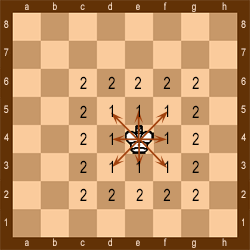 a b c d e f g h
8 8
7 7
6 2 2 2 2 2 6
5 2 1 1 1 2 5
4 2 1 1 2 4
3 2 1 1 1 2 3
2 2 2 2 2 2 2
1 1
a b c d e f g h